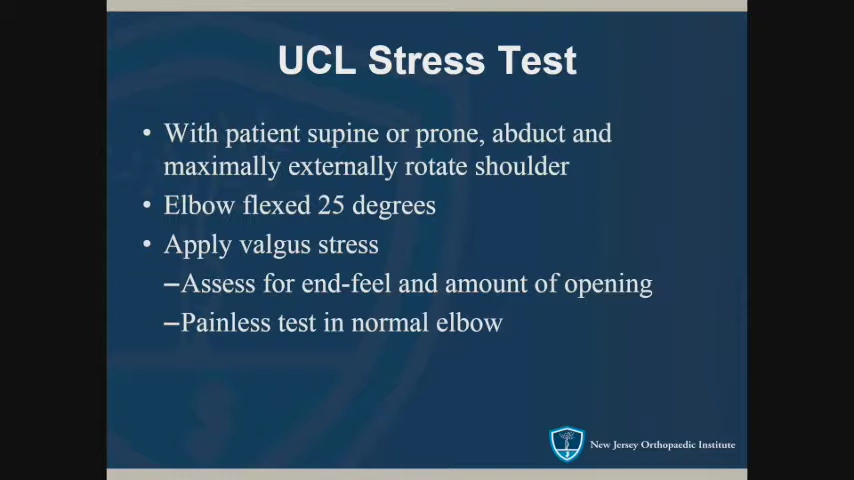 UCL Stress Test
• With patient supine or prone, abduct and
maximally externally rotate shoulder
• Elbow flexed 25 degrees
• Apply valgus stress
–Assess for end-feel and amount of opening
–Painless test in normal elbow
New Jersey Orthopaedic Institute